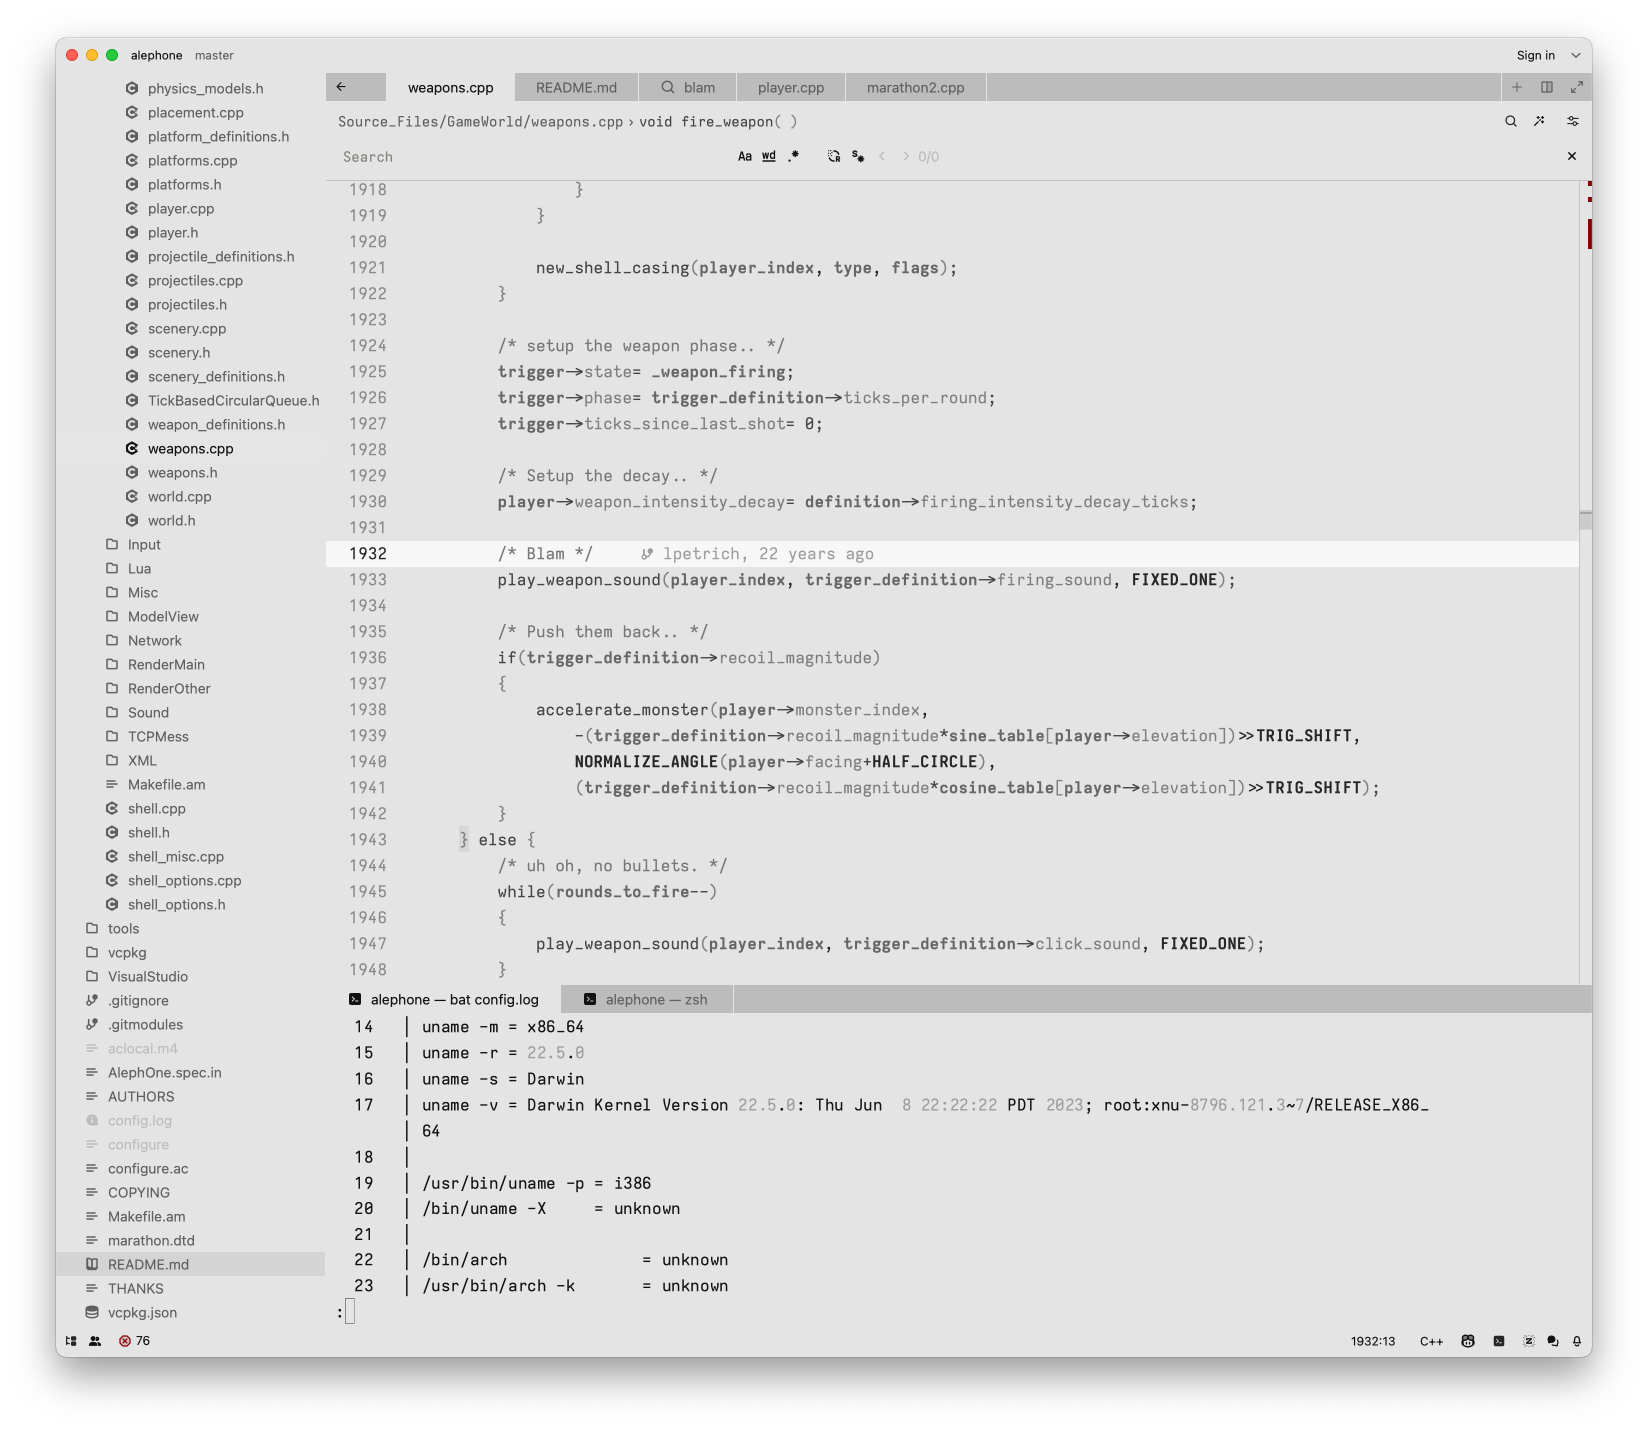 alephone master
Sign in
physics_models.h
placement.cpp
platform_definitions.h
platforms.cpp
platforms.h
player.cpp
player.h
projectile_definitions.h
projectiles.cpp
projectiles.h
scenery.cpp
scenery.h
scenery_definitions.h
TickBasedCircularQueue.h
weapon_definitions.h
weapons.cpp
weapons.h
world.cpp
world.h
Input
Lua
Misc
ModelView
Network
RenderMain
RenderOther
Sound
TCPMess
XML
Makefile.am
shell.cpp
shell.h
shell_misc.cpp
shell_options.cpp
shell_options.h
tools
vcpkg
VisualStudio
.gitignore
.gitmodules
aclocal.m4
AlephOne.spec.in
AUTHORS
config.log
configure
configure.ac
COPYING
Makefile.am
marathon.dtd
README.md
THANKS
vcpkg.json
weapons.cpp README.md blam player.cpp marathon2.cpp
Source_Files/GameWorld/weapons.cpp › void fire_weapon( )
Search Aa wd .* 0/0
1918 }
1919 }
1920
1921 new_shell_casing(player_index, type, flags);
1922 }
1923
1924 /* setup the weapon phase.. */
1925 trigger->state= _weapon_firing;
1926 trigger->phase= trigger_definition->ticks_per_round;
1927 trigger->ticks_since_last_shot= 0;
1928
1929 /* Setup the decay.. */
1930 player->weapon_intensity_decay= definition->firing_intensity_decay_ticks;
1931
1932 /* Blam */ lpetrich, 22 years ago
1933 play_weapon_sound(player_index, trigger_definition->firing_sound, FIXED_ONE);
1934
1935 /* Push them back.. */
1936 if(trigger_definition->recoil_magnitude)
1937 {
1938 accelerate_monster(player->monster_index,
1939 -(trigger_definition->recoil_magnitude*sine_table[player->elevation])>>TRIG_SHIFT,
1940 NORMALIZE_ANGLE(player->facing+HALF_CIRCLE),
1941 (trigger_definition->recoil_magnitude*cosine_table[player->elevation])>>TRIG_SHIFT);
1942 }
1943 } else {
1944 /* uh oh, no bullets. */
1945 while(rounds_to_fire--)
1946 {
1947 play_weapon_sound(player_index, trigger_definition->click_sound, FIXED_ONE);
1948 }
alephone — bat config.log alephone — zsh
14 │ uname -m = x86_64
15 │ uname -r = 22.5.0
16 │ uname -s = Darwin
17 │ uname -v = Darwin Kernel Version 22.5.0: Thu Jun  8 22:22:22 PDT 2023; root:xnu-8796.121.3~7/RELEASE_X86_
│ 64
18 │
19 │ /usr/bin/uname -p = i386
20 │ /bin/uname -X = unknown
21 │
22 │ /bin/arch = unknown
23 │ /usr/bin/arch -k = unknown
:
76
1932:13 C++